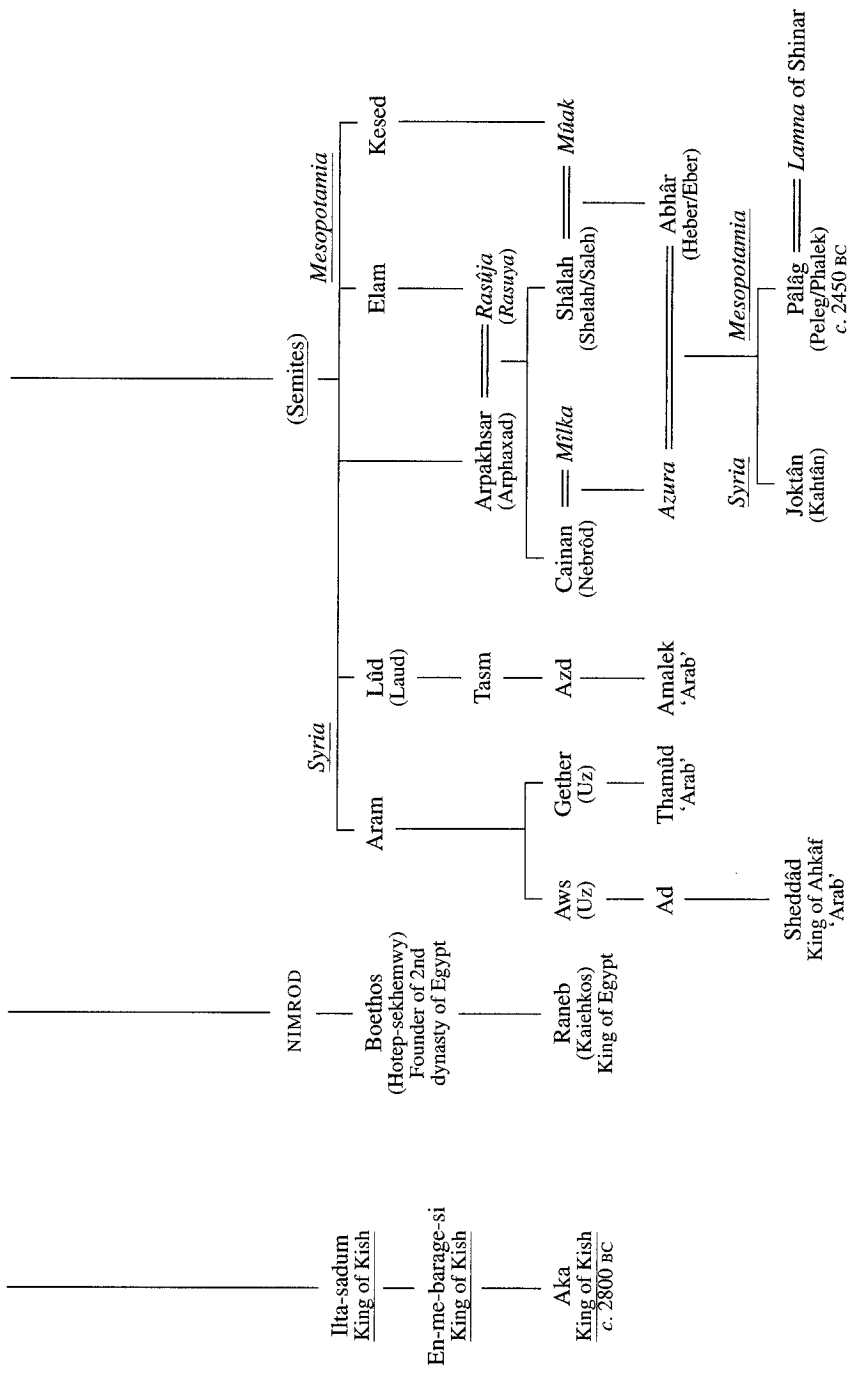 NIMROD
(Semites)
Syria
Mesopotamia
Ilta-sadum
King of Kish
Boethos
(Hotep-sekhemwy)
Founder of 2nd
dynasty of Egypt
Aram
Lûd
(Laud)
Elam
Kesed
En-me-barage-si
King of Kish
Tasm
Arpakhsar
(Arphaxad)
Rasûja
(Rasuya)
Aka
King of Kish
c. 2800 BC
Raneb
(Kaiehkos)
King of Egypt
Aws
(Uz)
Gether
(Uz)
Azd
Cainan
(Nebrôd)
Mîlka
Shâlah
(Shelah/Saleh)
Mûak
Ad
Thamûd
‘Arab’
Amalek
‘Arab’
Azura
Abhâr
(Heber/Eber)
Syria
Mesopotamia
Sheddâd
King of Ahkâf
‘Arab’
Joktân
(Kahtân)
Pâlâg
(Peleg/Phalek)
c. 2450 BC
Lamna of Shinar